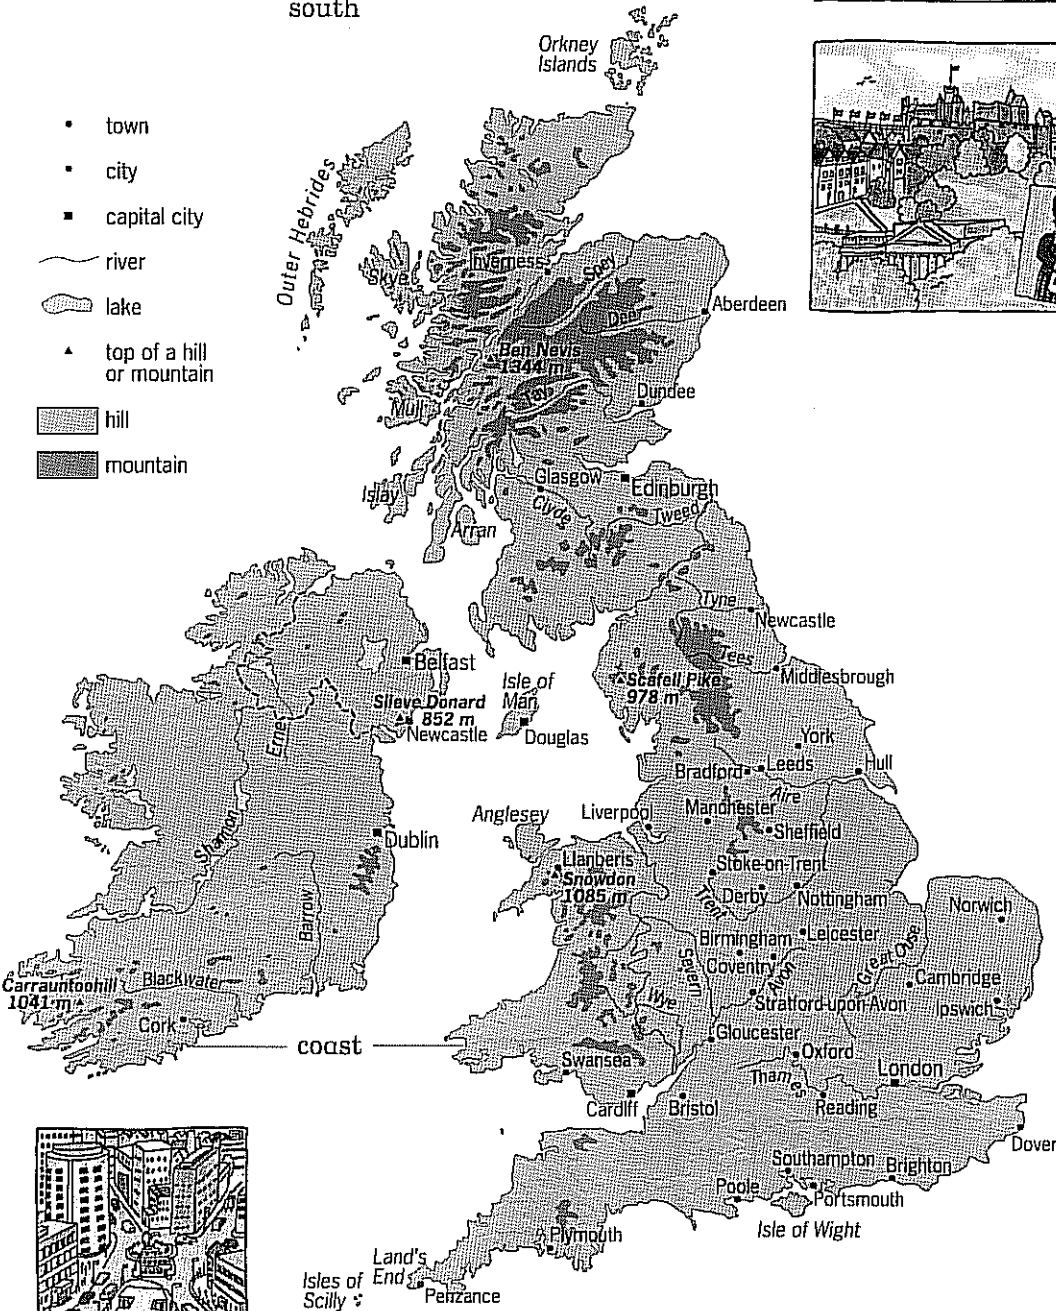 south
Orkney
Islands
town
city
capital city
river
lake
top of a hill
or mountain
hill
mountain
Outer Hebrides
Skye
Inverness
Spey
Aberdeen
Ben Nevis
1344 m
Tay
Dundee
Mull
Glasgow
Edinburgh
Islay
Clyde
Tweed
Arran
Tyne
Newcastle
Tees
Belfast
Middlesbrough
Scafell Pike
978 m
Isle of
Man
Slieve Donard
852 m
Newcastle
Douglas
Erne
York
Leeds
Hull
Bradford
Aire
Anglesey
Liverpool
Manchester
Sheffield
Shannon
Dublin
Llanberis
Snowdon
1085 m
Stoke-on-Trent
Derby
Nottingham
Trent
Norwich
Barrow
Birmingham
Leicester
Coventry
Avon
Great Ouse
Severn
Cambridge
Carrauntoohill
1041 m
Blackwater
Wye
Stratford-upon-Avon
Ipswich
Cork
coast
Gloucester
Swansea
Oxford
London
Thames
Cardiff
Bristol
Reading
Dover
Southampton
Brighton
Poole
Portsmouth
Isle of Wight
Plymouth
Land's
End
Isles of
Scilly
Penzance